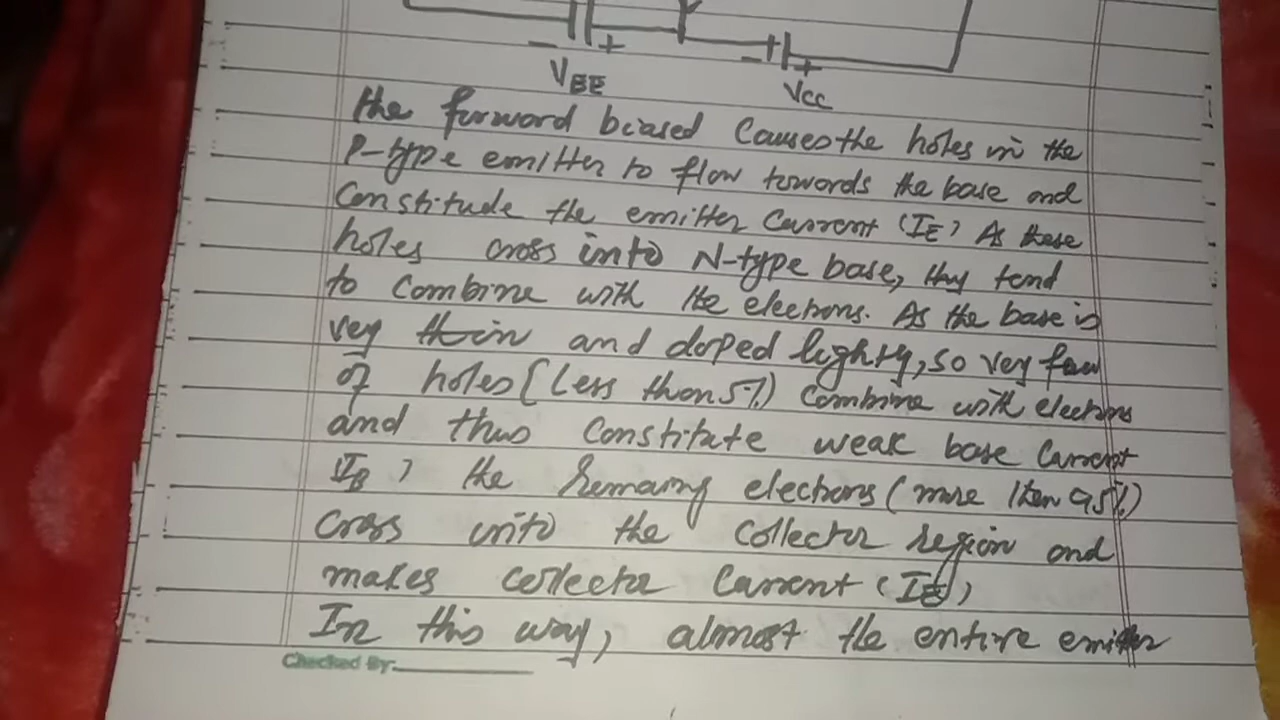 - +
VBE
- +
VCC
the forward biased Causes the holes in the
P-type emitter to flow towards the base and
Constitude the emitter Current (IE) As these
holes cross into N-type base, they tend
to Combine with the electrons. As the base is
very thin and doped lightly, so very few
of holes (less than 5%) Combine with electrons
and thus Constitute weak base Current
IB, the Remaining electrons (more than 95%)
Cross into the Collector region and
makes collector Current (IC)
In this way, almost the entire emitter
Checked By: